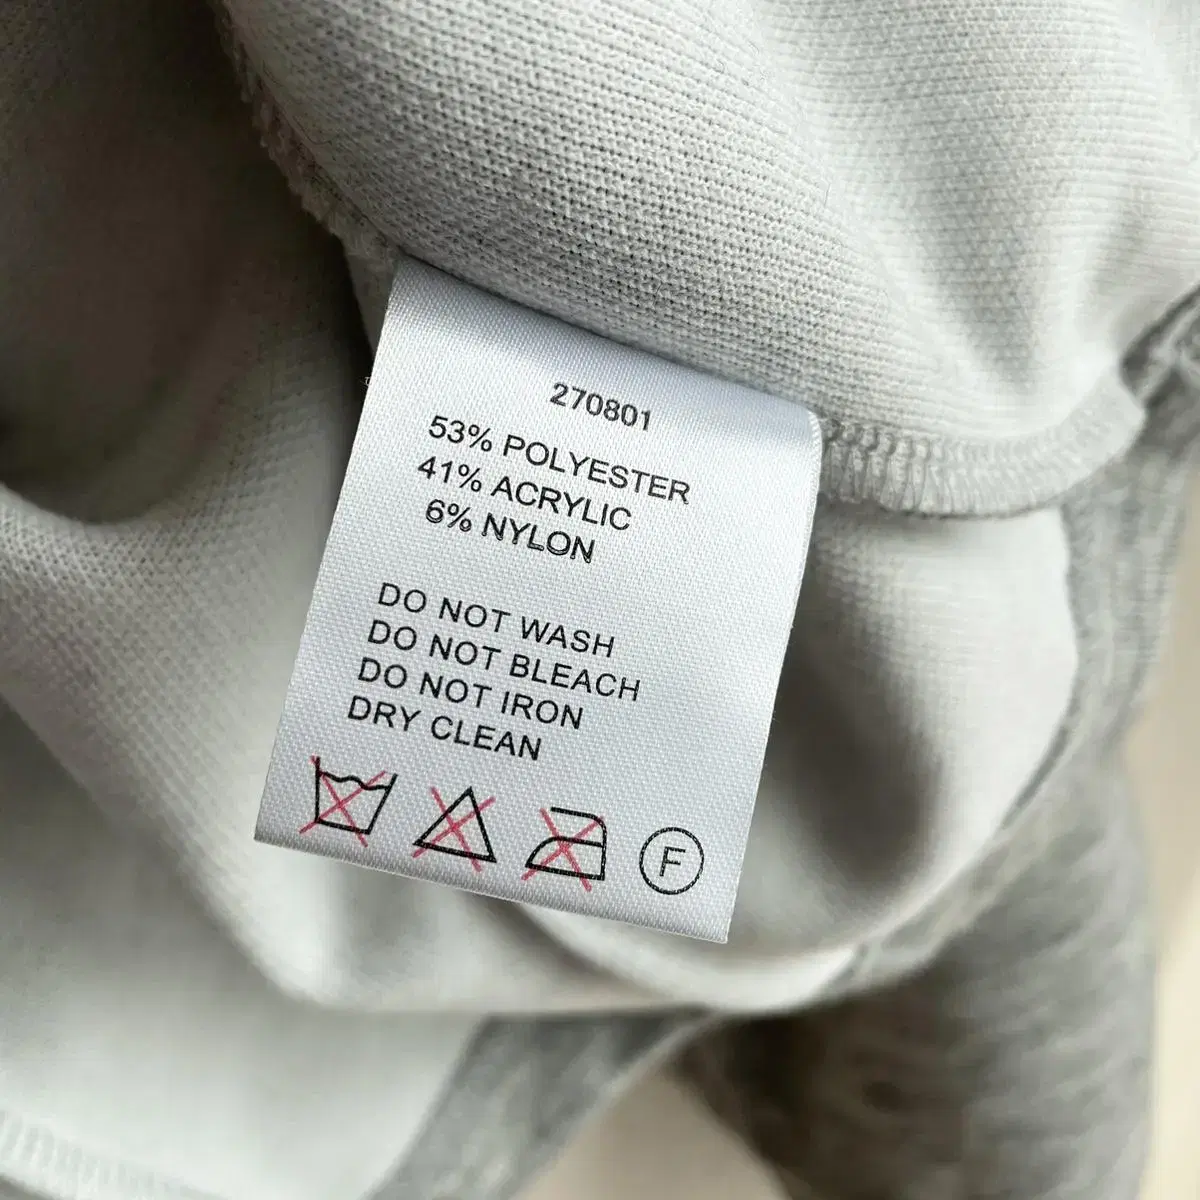 270801
53% POLYESTER
41% ACRYLIC
6% NYLON
DO NOT WASH
DO NOT BLEACH
DO NOT IRON
DRY CLEAN
F